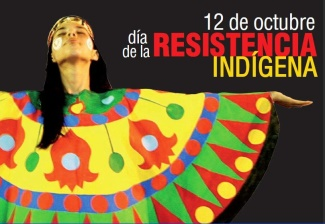 12 de octubre
día
de la RESISTENCIA
INDÍGENA